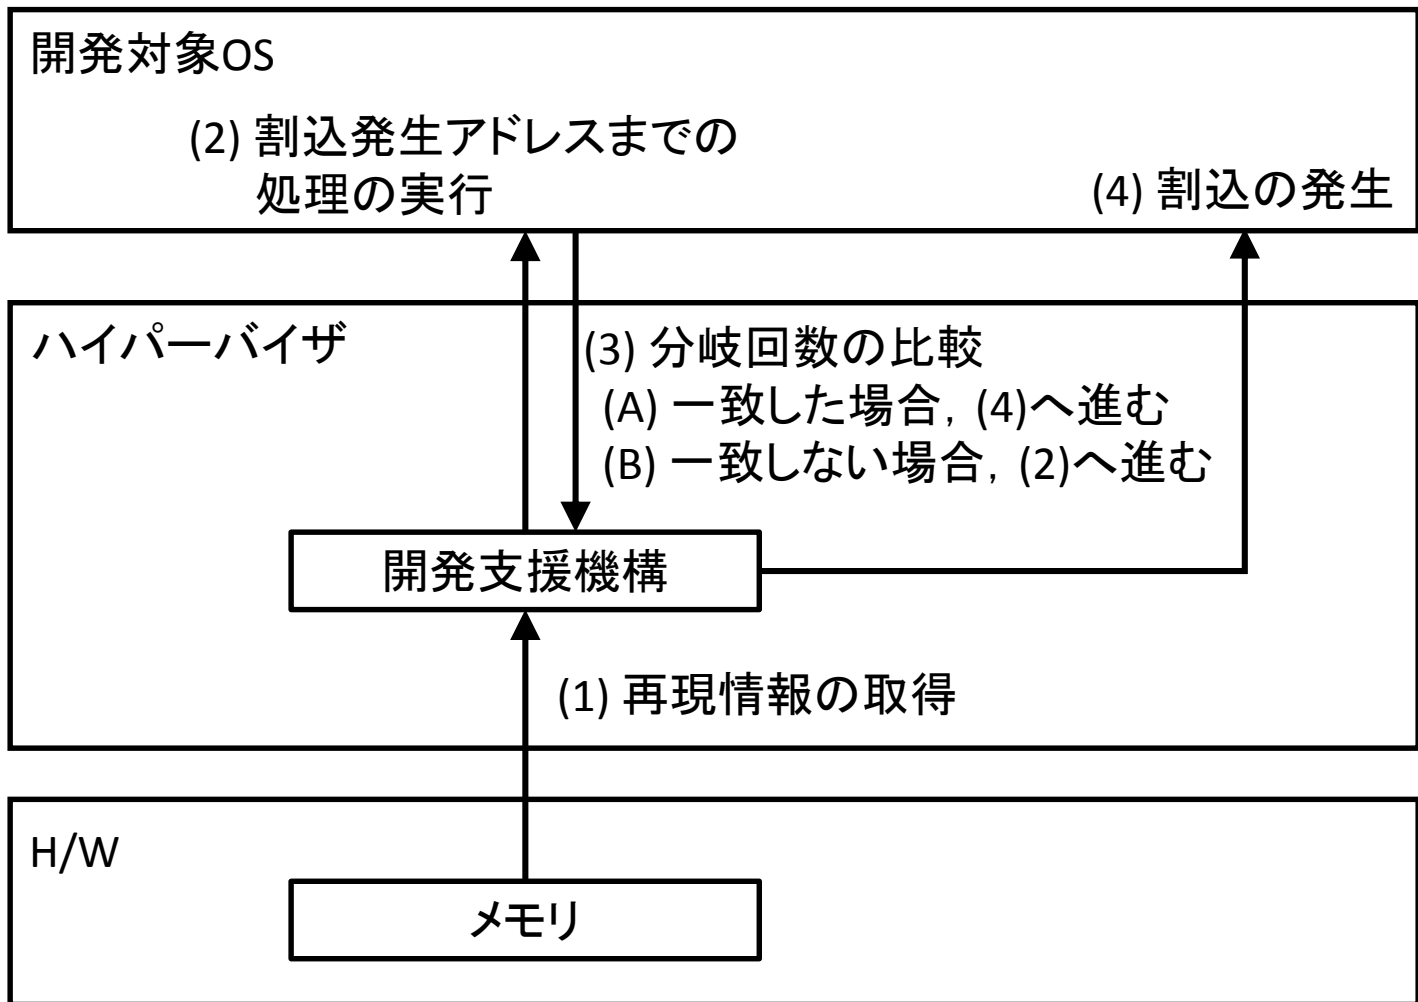 開発対象OS
(2) 割込発生アドレスまでの
処理の実行
(4) 割込の発生
ハイパーバイザ
(3) 分岐回数の比較
(A) 一致した場合，(4)へ進む
(B) 一致しない場合，(2)へ進む
開発支援機構
(1) 再現情報の取得
H/W
メモリ